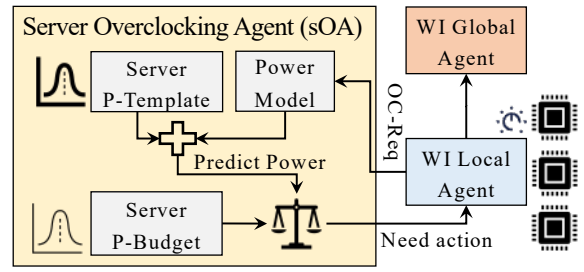 Server Overclocking Agent (sOA)
Server
P-Template
Power
Model
OC-Req
WI Global
Agent
Predict Power
WI Local
Agent
Server
P-Budget
Need action